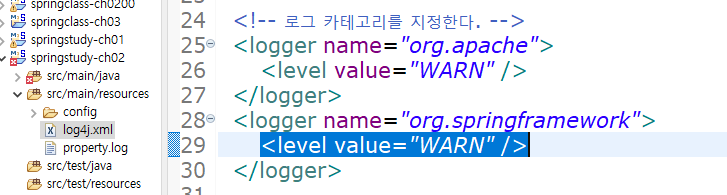 springclass-ch0200
springclass-ch03
springstudy-ch01
springstudy-ch02
src/main/java
src/main/resources
config
log4j.xml
property.log
src/test/java
src/test/resources
24 <!-- 로그 카테고리를 지정한다. -->
25 <logger name="org.apache">
26 <level value="WARN" />
27 </logger>
28 <logger name="org.springframework">
29 <level value="WARN" />
30 </logger>